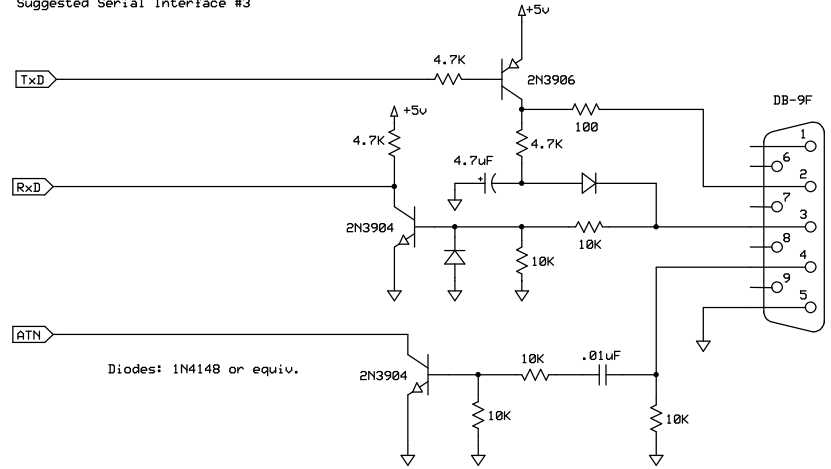 Suggested Serial Interface #3
+5v
TxD
4.7K
2N3906
DB-9F
+5v
100
4.7K
4.7K
4.7uF
+
RxD
2N3904
10K
10K
1
6
2
7
3
8
4
9
5
ATN
Diodes: 1N4148 or equiv.
2N3904
10K
.01uF
10K
10K